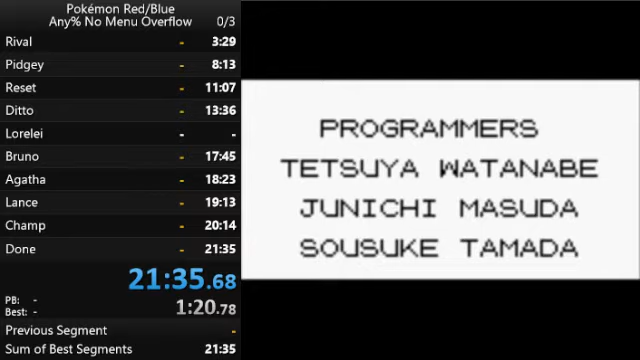 Pokémon Red/Blue
Any% No Menu Overflow 0/3
Rival - 3:29
Pidgey - 8:13
Reset - 11:07
Ditto - 13:36
Lorelei - -
Bruno - 17:45
Agatha - 18:23
Lance - 19:13
Champ - 20:14
Done - 21:35
21:35.68
PB: -
Best: -
1:20.78
Previous Segment -
Sum of Best Segments 21:35
PROGRAMMERS
TETSUYA WATANABE
JUNICHI MASUDA
SOUSUKE TAMADA